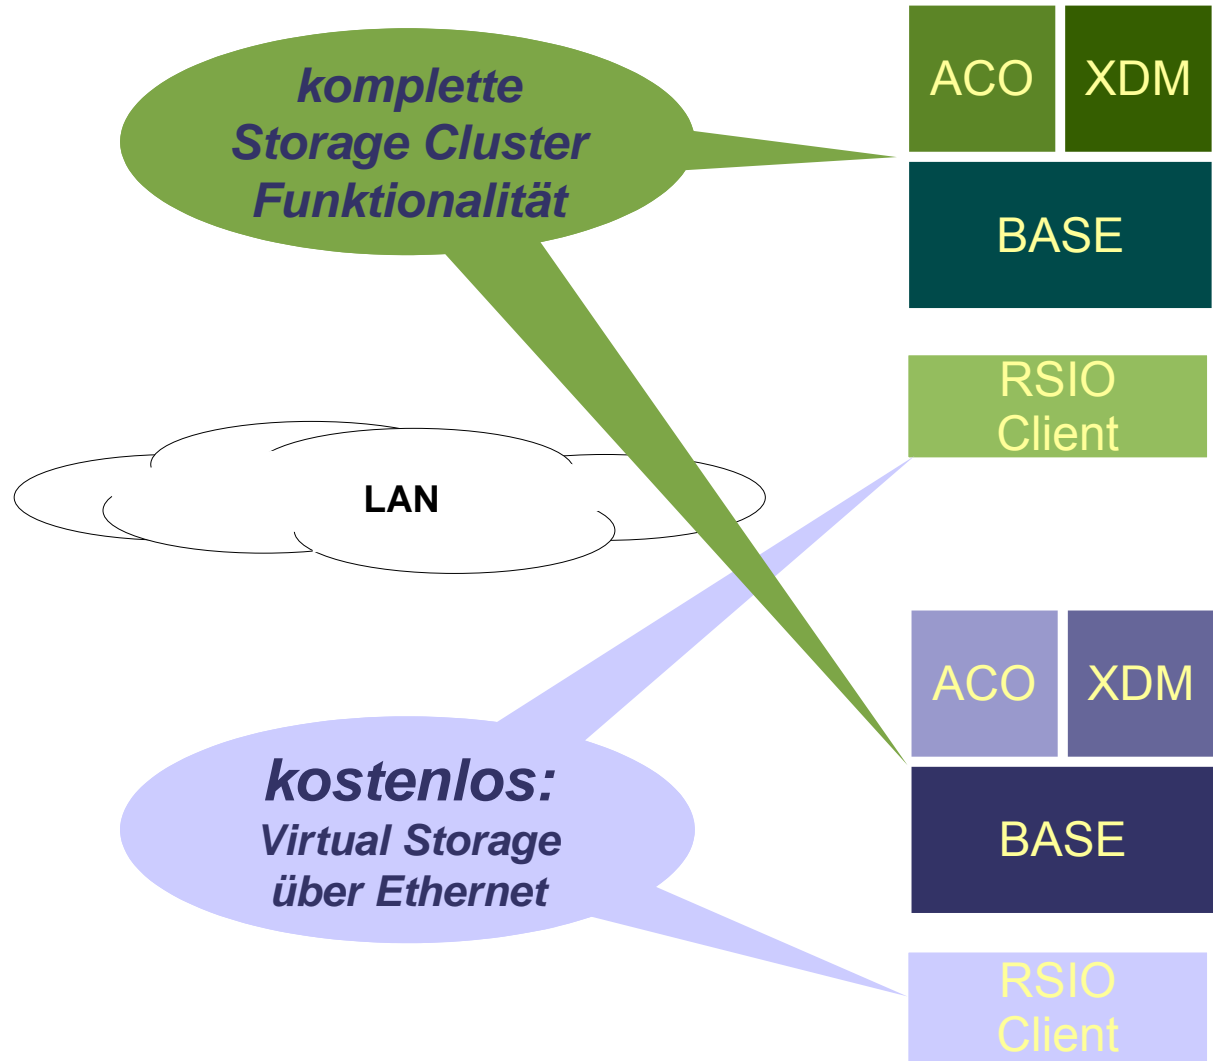 komplette
Storage Cluster
Funktionalität
ACO XDM
BASE
RSIO
Client
LAN
ACO XDM
kostenlos:
Virtual Storage
über Ethernet
BASE
RSIO
Client